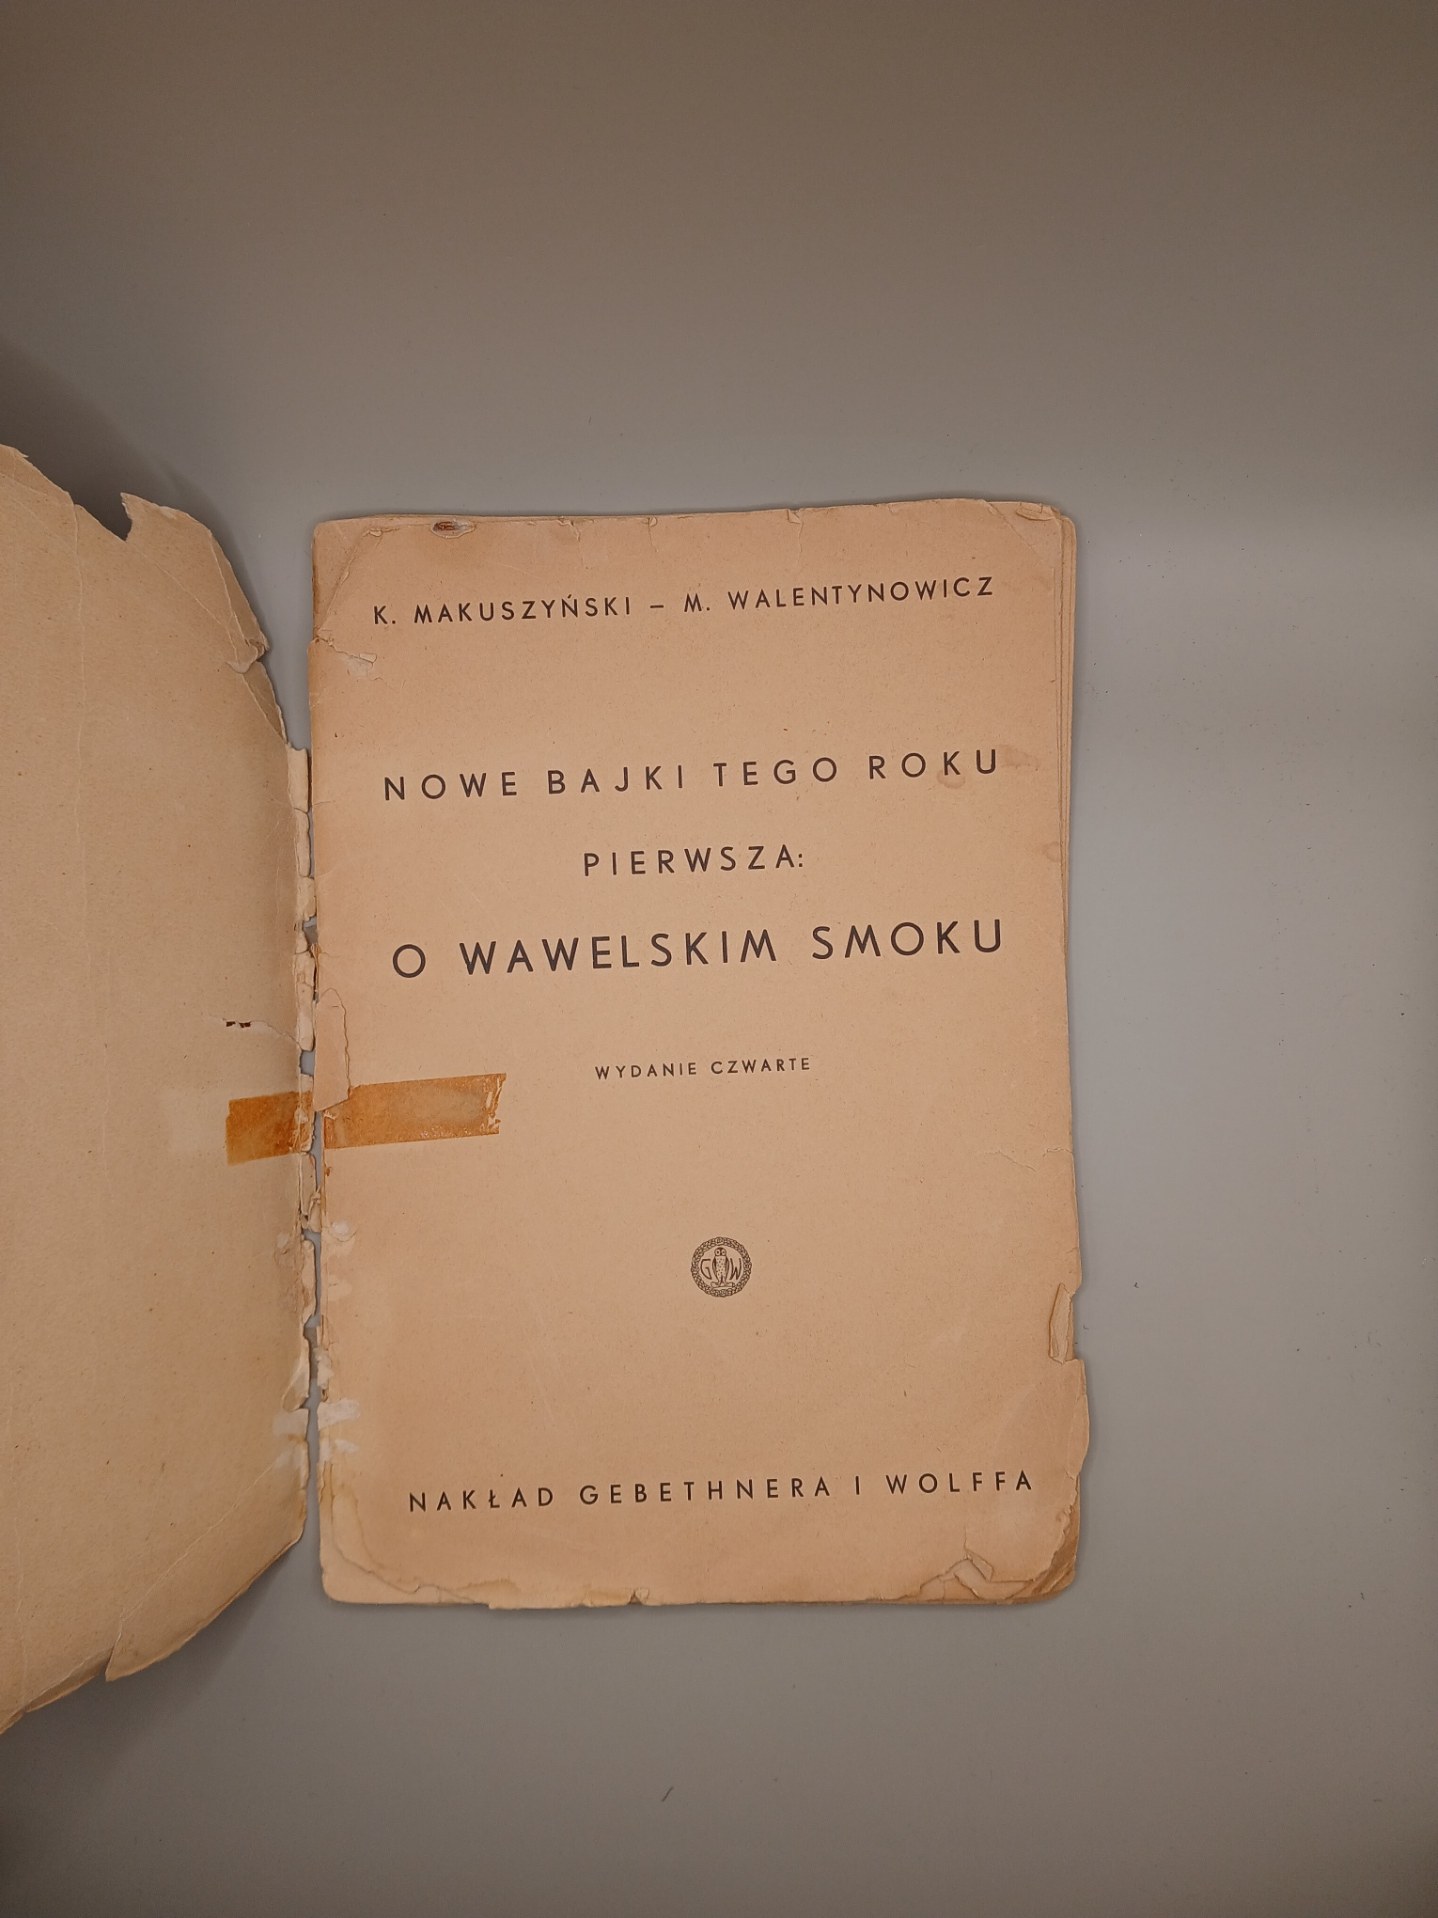 K. MAKUSZYŃSKI – M. WALENTYNOWICZ
NOWE BAJKI TEGO ROKU
PIERWSZA:
O WAWELSKIM SMOKU
WYDANIE CZWARTE
G W
NAKŁAD GEBETHNERA I WOLFFA